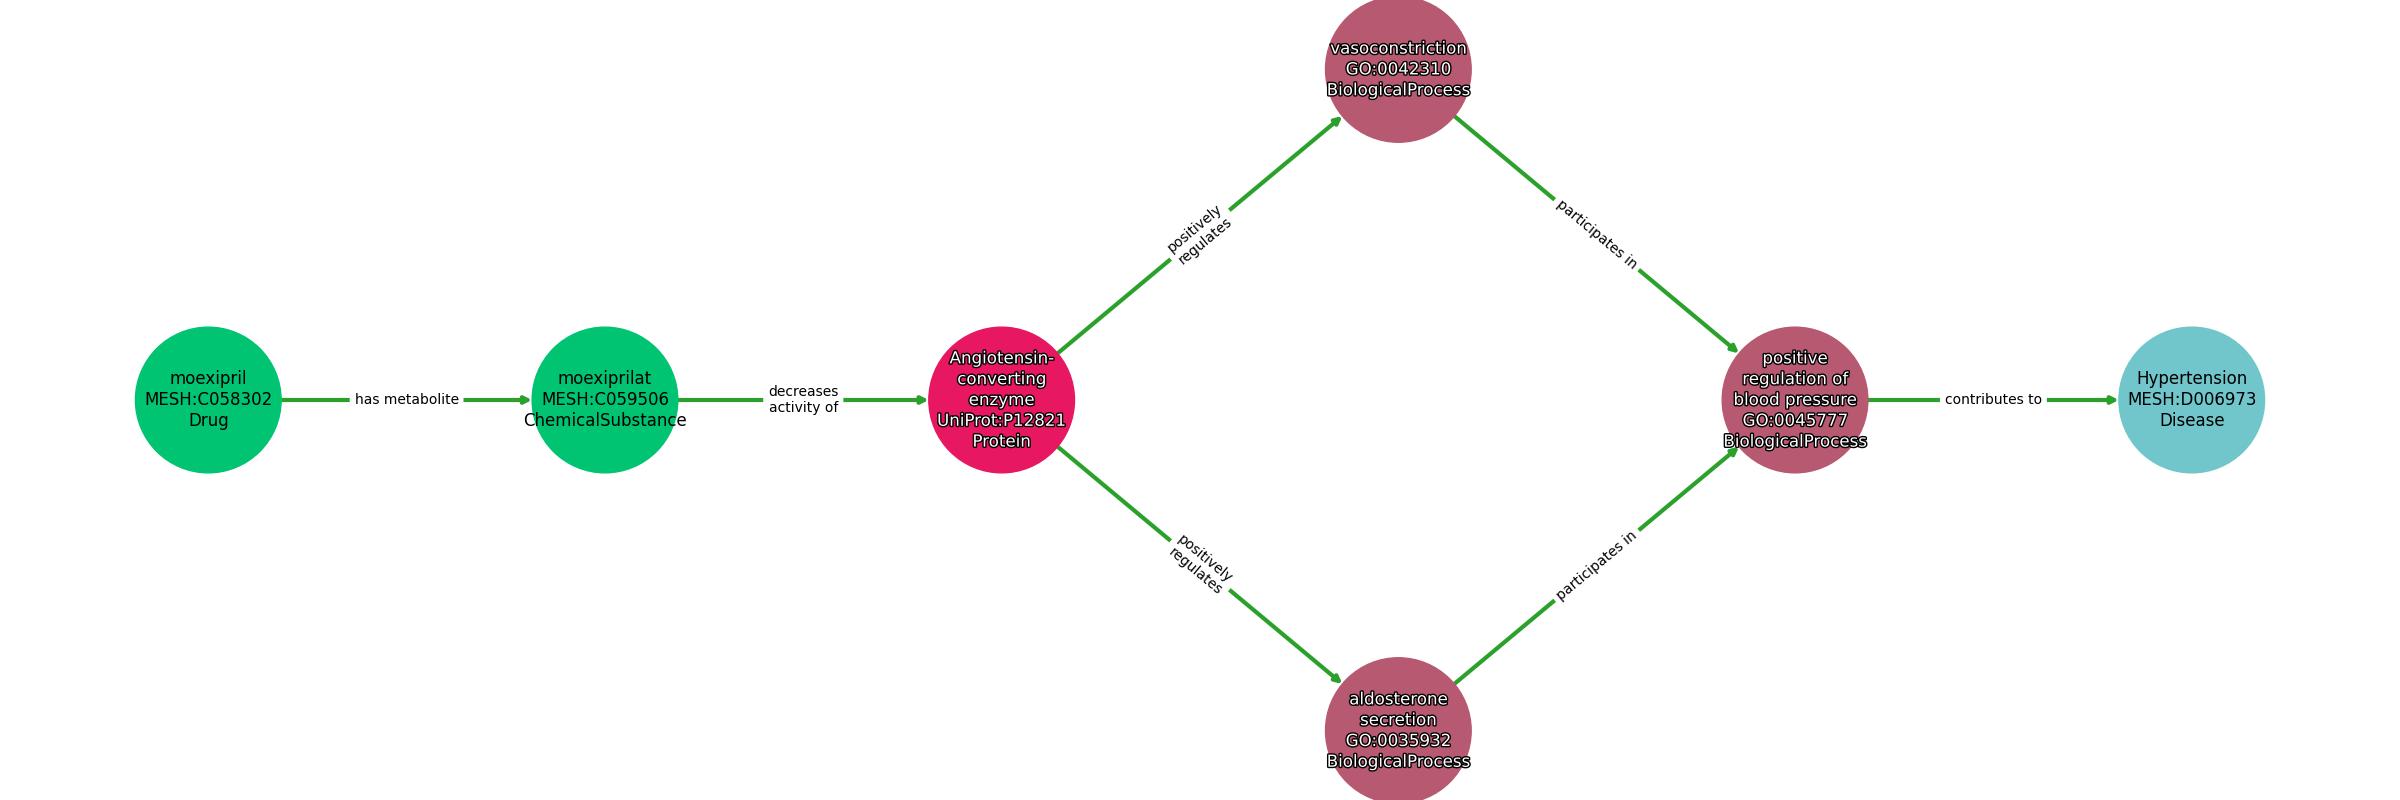 moexipril
MESH:C058302
Drug
has metabolite
moexiprilat
MESH:C059506
ChemicalSubstance
decreases
activity of
Angiotensin-
converting
enzyme
UniProt:P12821
Protein
positively
regulates
vasoconstriction
GO:0042310
BiologicalProcess
participates in
positively
regulates
aldosterone
secretion
GO:0035932
BiologicalProcess
participates in
positive
regulation of
blood pressure
GO:0045777
BiologicalProcess
contributes to
Hypertension
MESH:D006973
Disease